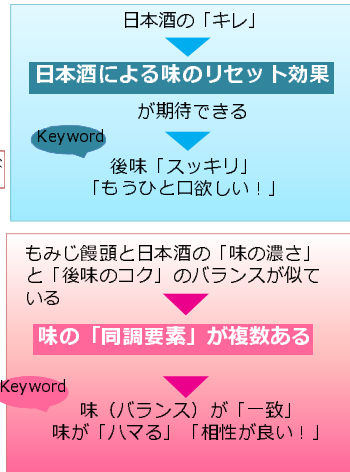 日本酒の「キレ」
日本酒による味のリセット効果
が期待できる
Keyword
後味「スッキリ」
「もうひと口欲しい！」
もみじ饅頭と日本酒の「味の濃さ」
と「後味のコク」のバランスが似て
いる
味の「同調要素」が複数ある
Keyword
味（バランス）が「一致」
味が「ハマる」「相性が良い！」